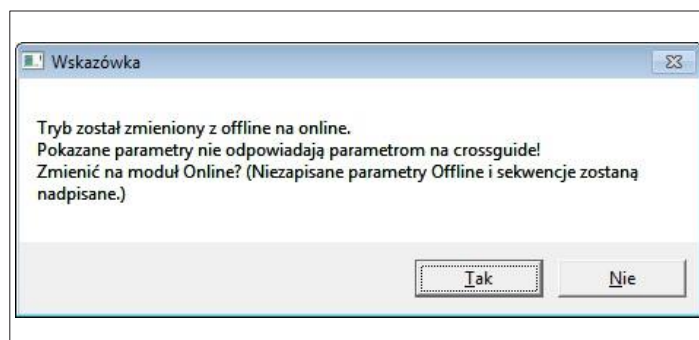 Wskazówka
Tryb został zmieniony z offline na online.
Pokazane parametry nie odpowiadają parametrom na crossguide!
Zmienić na moduł Online? (Niezapisane parametry Offline i sekwencje zostaną
nadpisane.)
Tak Nie